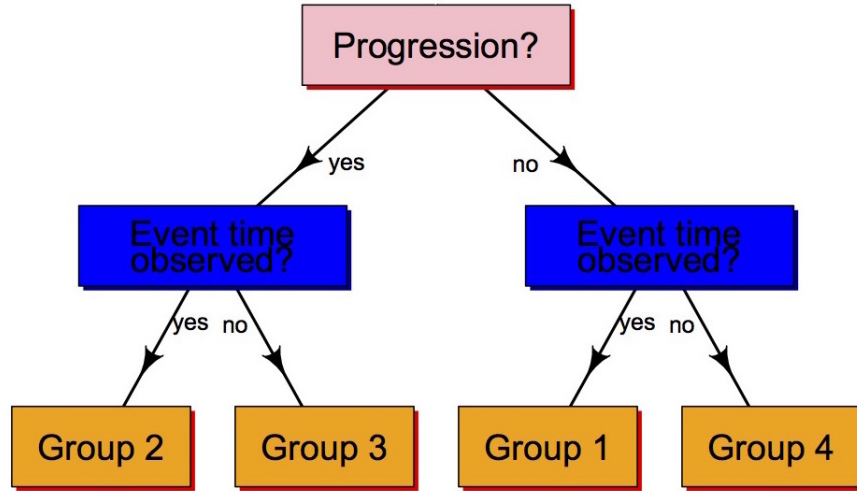 Progression?
yes
no
Event time
observed?
Event time
observed?
yes
no
yes
no
Group 2
Group 3
Group 1
Group 4